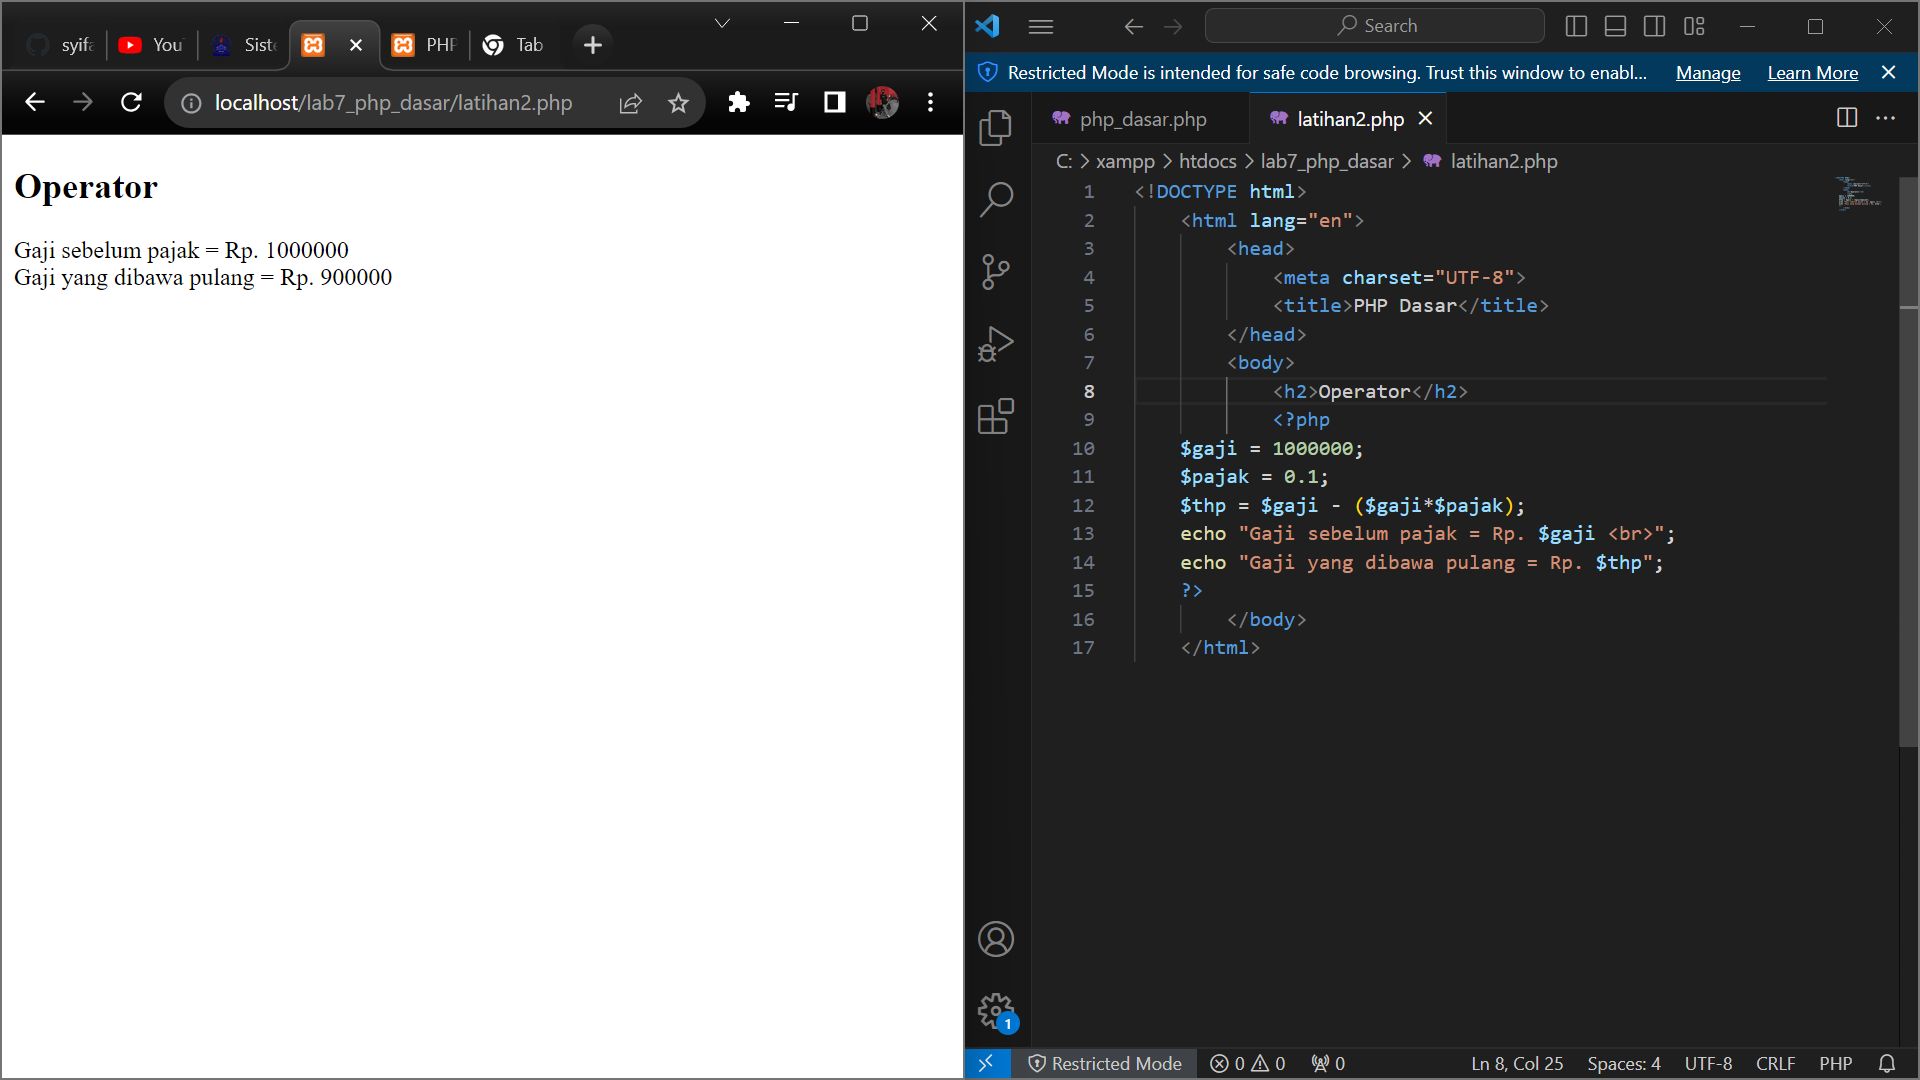 syifa
You
Siste
PHP
Tab
localhost/lab7_php_dasar/latihan2.php
Operator
Gaji sebelum pajak = Rp. 1000000
Gaji yang dibawa pulang = Rp. 900000
Search
Restricted Mode is intended for safe code browsing. Trust this window to enabl... Manage Learn More
php_dasar.php
latihan2.php
C: > xampp > htdocs > lab7_php_dasar > latihan2.php
1 <!DOCTYPE html>
2 <html lang="en">
3 <head>
4 <meta charset="UTF-8">
5 <title>PHP Dasar</title>
6 </head>
7 <body>
8 <h2>Operator</h2>
9 <?php
10 $gaji = 1000000;
11 $pajak = 0.1;
12 $thp = $gaji - ($gaji*$pajak);
13 echo "Gaji sebelum pajak = Rp. $gaji <br>";
14 echo "Gaji yang dibawa pulang = Rp. $thp";
15 ?>
16 </body>
17 </html>
1
Restricted Mode 0 0 0 Ln 8, Col 25 Spaces: 4 UTF-8 CRLF PHP